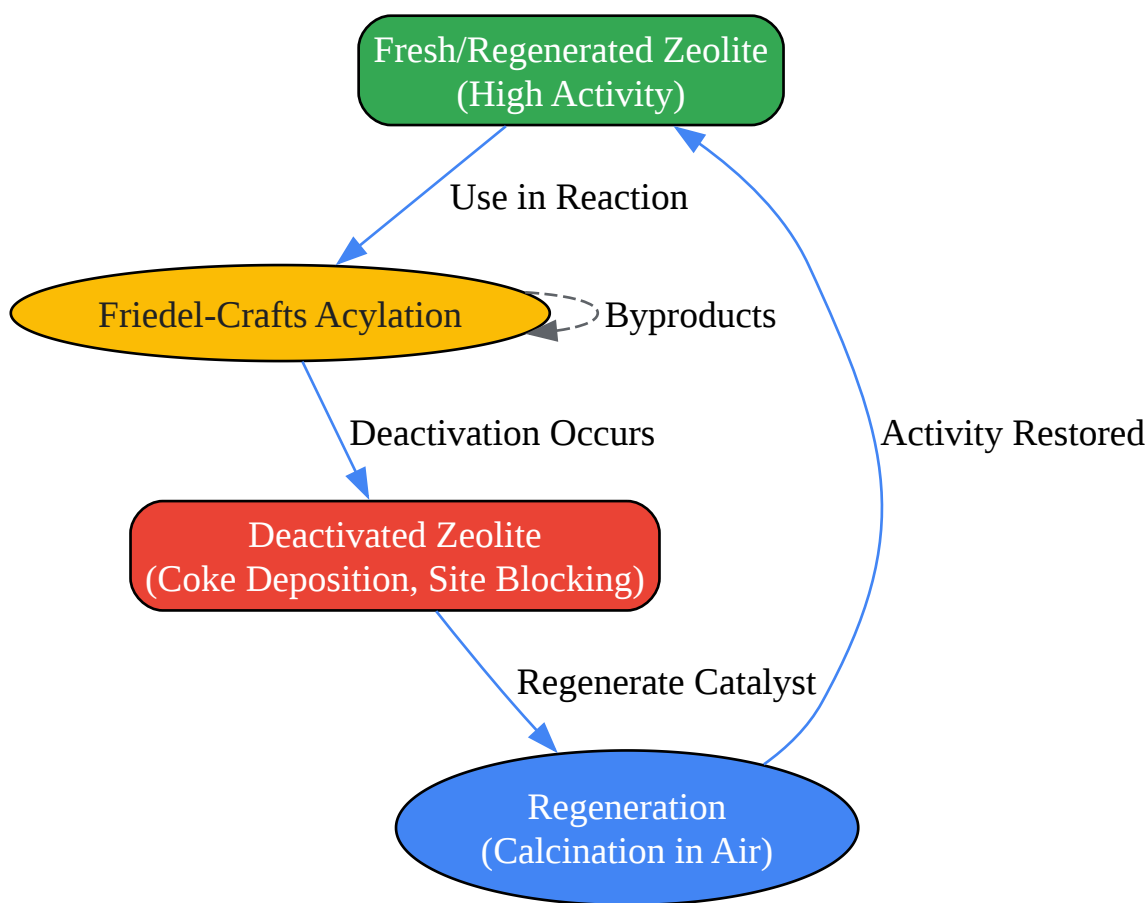 Fresh/Regenerated Zeolite
(High Activity)
Use in Reaction
Friedel-Crafts Acylation
Byproducts
Deactivation Occurs
Activity Restored
Deactivated Zeolite
(Coke Deposition, Site Blocking)
Regenerate Catalyst
Regeneration
(Calcination in Air)